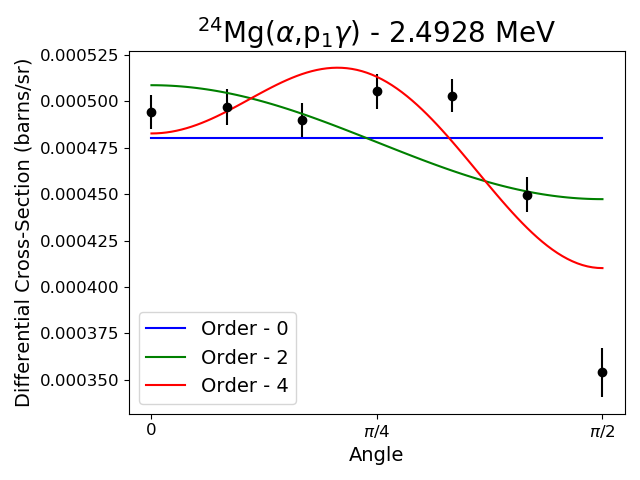 ²⁴Mg(α,p₁γ) - 2.4928 MeV
Differential Cross-Section (barns/sr)
0.000525
0.000500
0.000475
0.000450
0.000425
0.000400
0.000375
0.000350
Order - 0
Order - 2
Order - 4
0 π/4 π/2
Angle